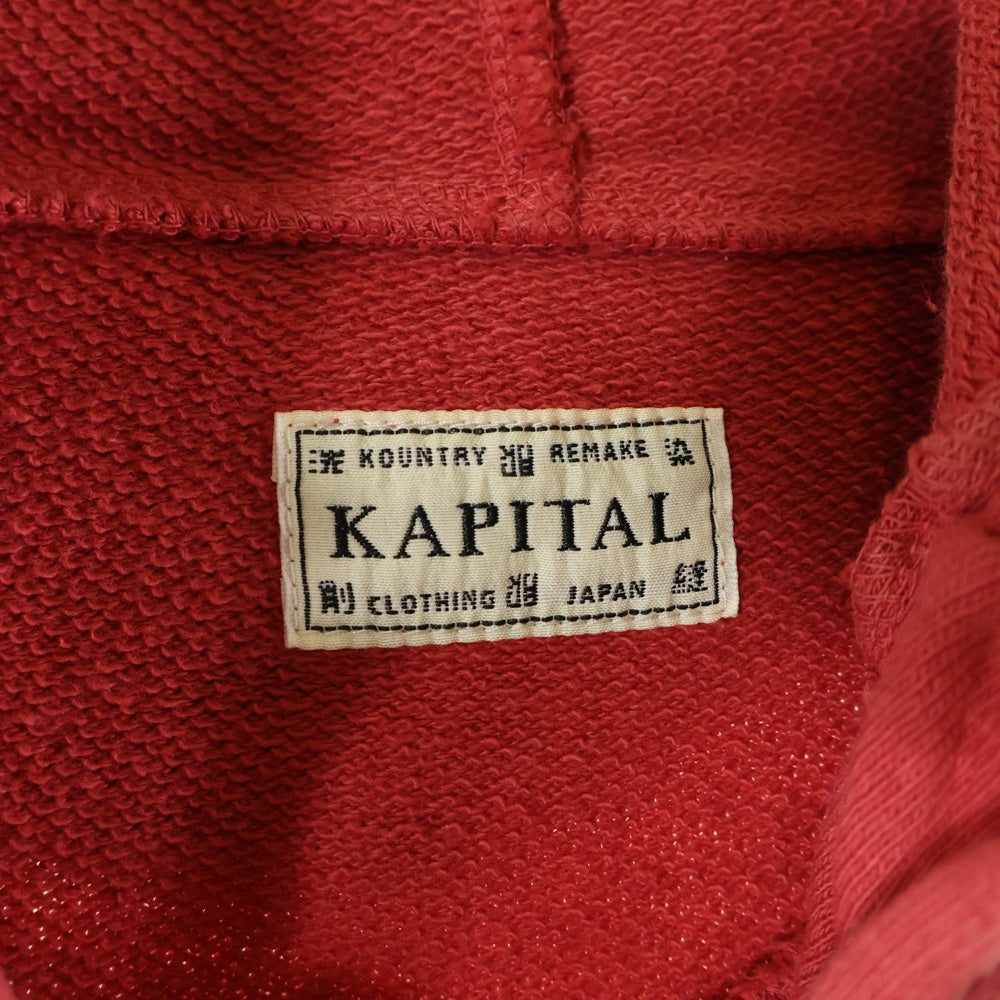 洗 KOUNTRY REMAKE 染
KAPITAL
CLOTHING JAPAN 縫